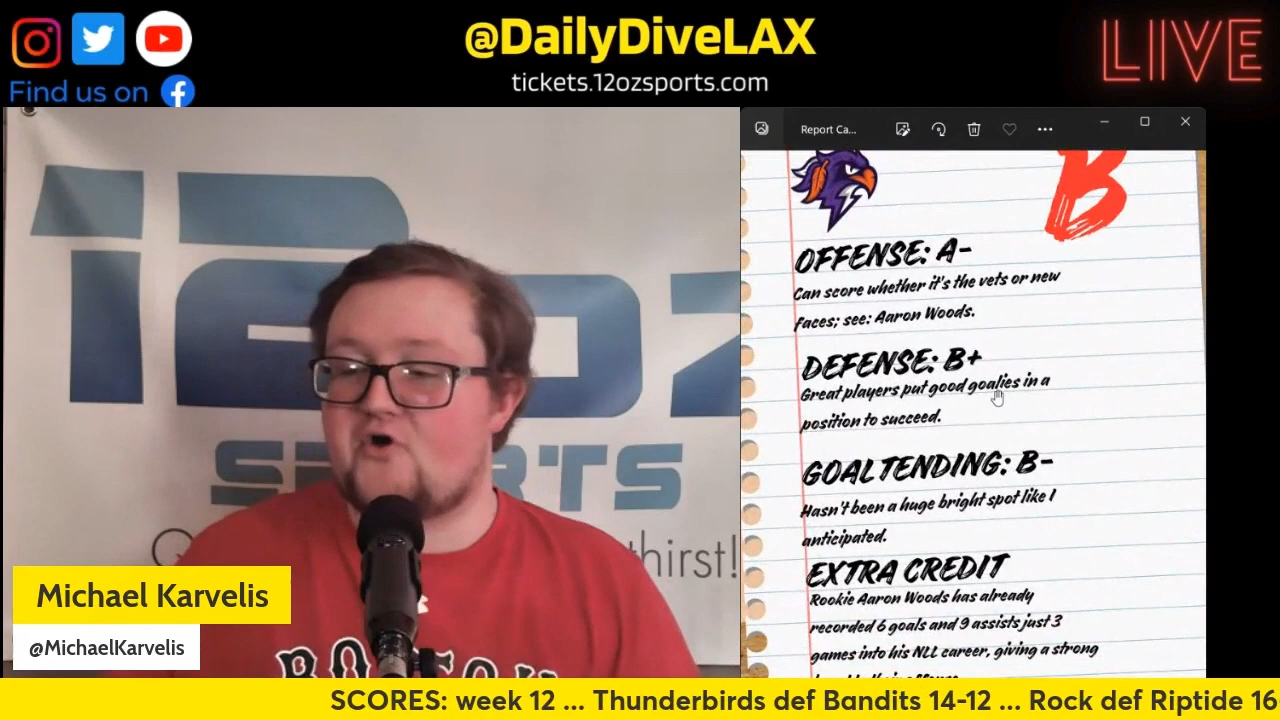 @DailyDiveLAX
tickets.12ozsports.com
LIVE
Find us on
Report Ca...
B
OFFENSE: A-
Can score whether it's the vets or new
faces; see: Aaron Woods.
DEFENSE: B+
Great players put good goalies in a
position to succeed.
GOALTENDING: B-
Hasn't been a huge bright spot like I
anticipated.
EXTRA CREDIT
Rookie Aaron Woods has already
recorded 6 goals and 9 assists just 3
games into his NLL career, giving a strong
12oz
SPORTS
thirst!
BOSTON
Michael Karvelis
@MichaelKarvelis
SCORES: week 12 ... Thunderbirds def Bandits 14-12 ... Rock def Riptide 16